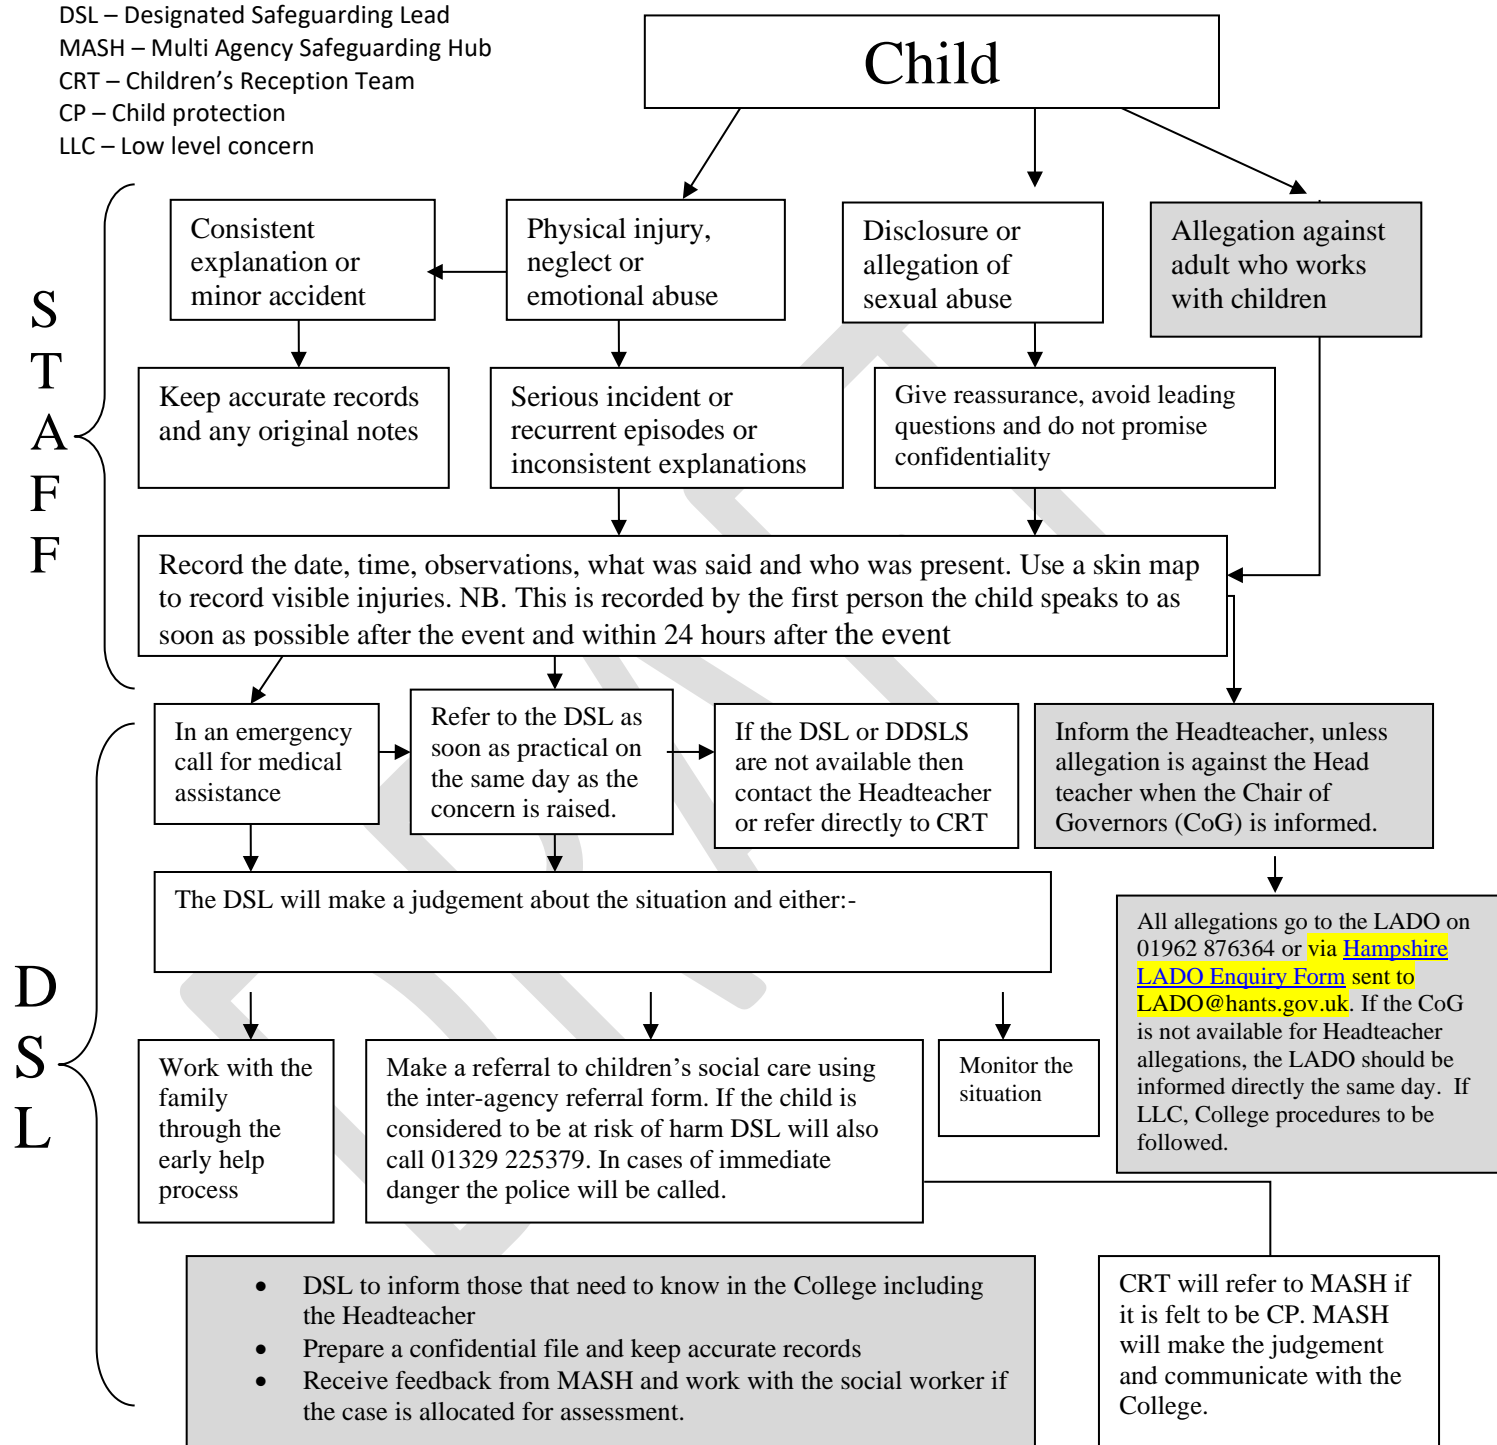 DSL – Designated Safeguarding Lead
MASH – Multi Agency Safeguarding Hub
CRT – Children's Reception Team
CP – Child protection
LLC – Low level concern
Child
S
T
A
F
F
Consistent
explanation or
minor accident
Physical injury,
neglect or
emotional abuse
Disclosure or
allegation of
sexual abuse
Allegation against
adult who works
with children
Keep accurate records
and any original notes
Serious incident or
recurrent episodes or
inconsistent explanations
Give reassurance, avoid leading
questions and do not promise
confidentiality
Record the date, time, observations, what was said and who was present. Use a skin map
to record visible injuries. NB. This is recorded by the first person the child speaks to as
soon as possible after the event and within 24 hours after the event
D
S
L
In an emergency
call for medical
assistance
Refer to the DSL as
soon as practical on
the same day as the
concern is raised.
If the DSL or DDSLS
are not available then
contact the Headteacher
or refer directly to CRT
Inform the Headteacher, unless
allegation is against the Head
teacher when the Chair of
Governors (CoG) is informed.
The DSL will make a judgement about the situation and either:-
All allegations go to the LADO on
01962 876364 or via Hampshire
LADO Enquiry Form sent to
LADO@hants.gov.uk. If the CoG
is not available for Headteacher
allegations, the LADO should be
informed directly the same day. If
LLC, College procedures to be
followed.
Work with the
family
through the
early help
process
Make a referral to children's social care using
the inter-agency referral form. If the child is
considered to be at risk of harm DSL will also
call 01329 225379. In cases of immediate
danger the police will be called.
Monitor the
situation
• DSL to inform those that need to know in the College including
the Headteacher
• Prepare a confidential file and keep accurate records
• Receive feedback from MASH and work with the social worker if
the case is allocated for assessment.
CRT will refer to MASH if
it is felt to be CP. MASH
will make the judgement
and communicate with the
College.
DRAFT